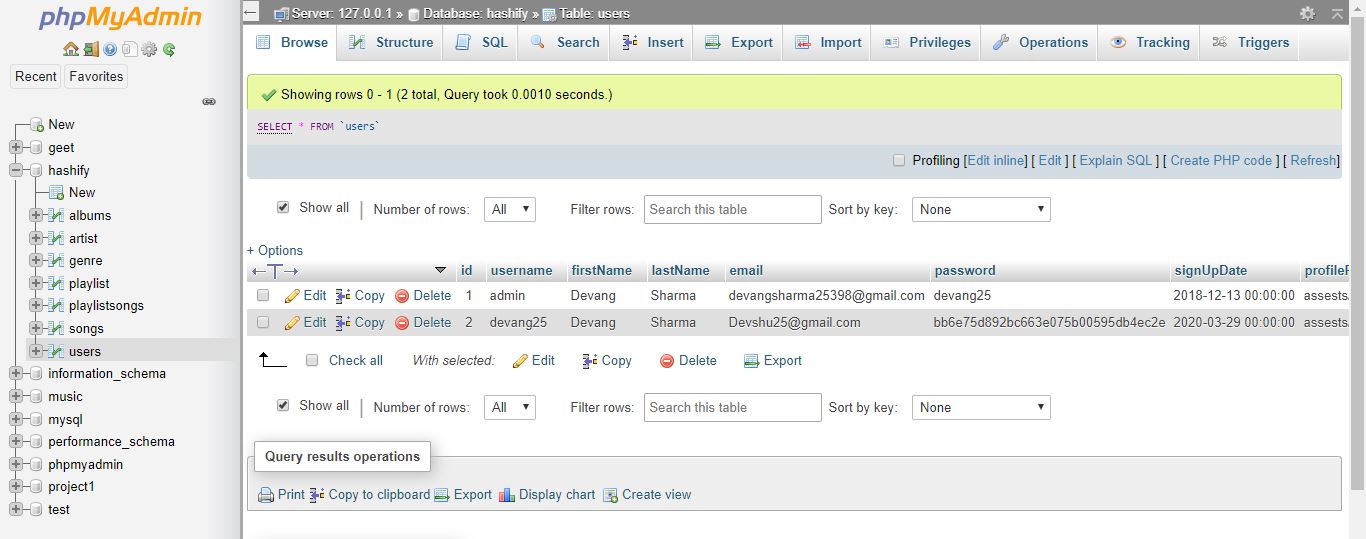 phpMyAdmin
Recent Favorites
New
geet
hashify
New
albums
artist
genre
playlist
playlistsongs
songs
users
information_schema
music
mysql
performance_schema
phpmyadmin
project1
test
Server: 127.0.0.1 » Database: hashify » Table: users
Browse Structure SQL Search Insert Export Import Privileges Operations Tracking Triggers
Showing rows 0 - 1 (2 total, Query took 0.0010 seconds.)
SELECT * FROM `users`
Profiling [Edit inline] [ Edit ] [ Explain SQL ] [ Create PHP code ] [ Refresh]
Show all | Number of rows: All Filter rows: Search this table Sort by key: None
+ Options
id username firstName lastName email password signUpDate profileP
Edit Copy Delete 1 admin Devang Sharma devangsharma25398@gmail.com devang25 2018-12-13 00:00:00 assests/
Edit Copy Delete 2 devang25 Devang Sharma Devshu25@gmail.com bb6e75d892bc663e075b00595db4ec2e 2020-03-29 00:00:00 assests/
Check all With selected: Edit Copy Delete Export
Show all | Number of rows: All Filter rows: Search this table Sort by key: None
Query results operations
Print Copy to clipboard Export Display chart Create view